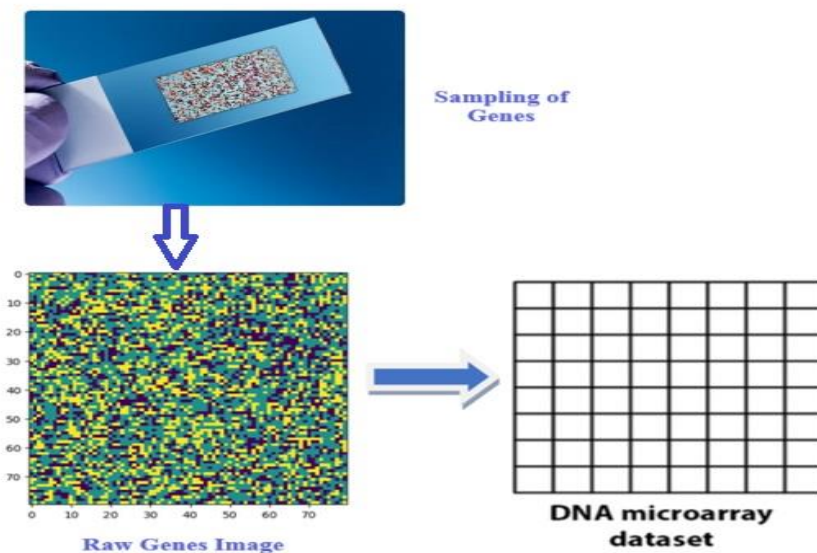 Sampling of
Genes
0
10
20
30
40
50
60
70
0 10 20 30 40 50 60 70
Raw Genes Image
DNA microarray
dataset